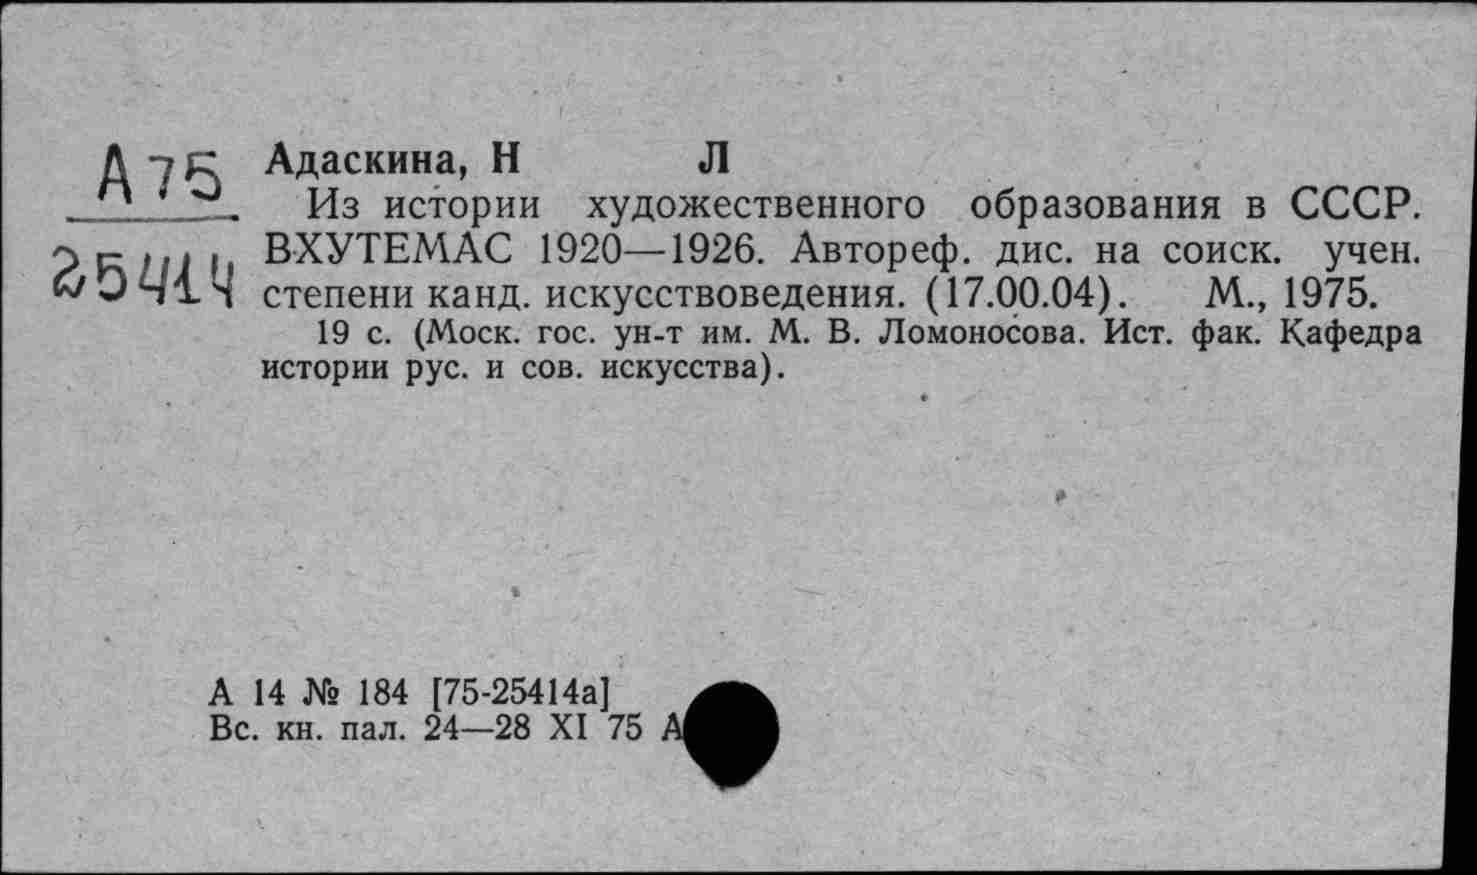 А75
25414
Адаскина, Н Л
Из истории художественного образования в СССР.
ВХУТЕМАС 1920—1926. Автореф. дис. на соиск. учен.
степени канд. искусствоведения. (17.00.04). М., 1975.
19 с. (Моск. гос. ун-т им. М. В. Ломоносова. Ист. фак. Кафедра
истории рус. и сов. искусства).
А 14 № 184 [75-25414а]
Вс. кн. пал. 24—28 XI 75 А